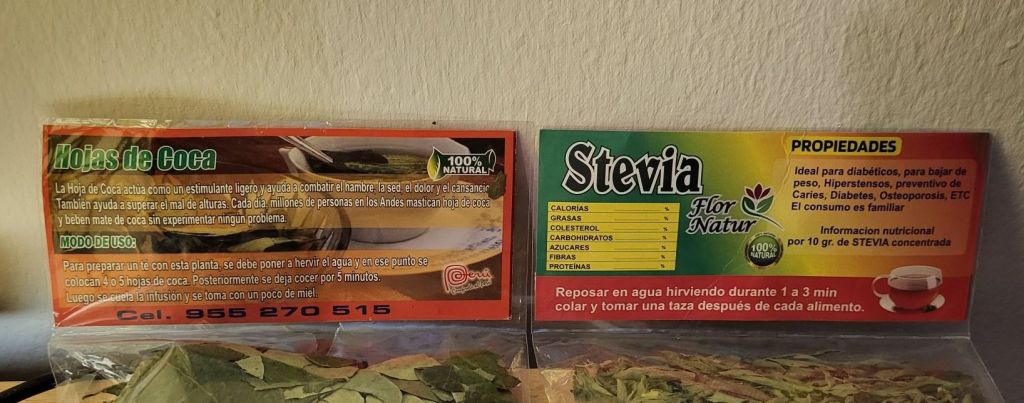 Hojas de Coca
100%
NATURAL
La Hoja de Coca actua como un estimulante ligero y ayuda a combatir el hambre, la sed, el dolor y el cansancio
Tambien ayuda a superar el mal de alturas. Cada dia, millones de personas en los Andes mastican hoja de coca
y beben mate de coca sin experimentar ningún problema.
MODO DE USO:
Para preparar un té con esta planta, se debe poner a hervir el agua y en ese punto se
colocan 4 o 5 hojas de coca. Posteriormente se deja cocer por 5 minutos.
Luego se cuela la infusión y se toma con un poco de miel.
Perú
Cel. 955 270 515
Stevia
CALORÍAS %
GRASAS %
COLESTEROL %
CARBOHIDRATOS %
AZUCARES %
FIBRAS %
PROTEÍNAS %
Flor
Natur
100%
NATURAL
PROPIEDADES
Ideal para diabéticos, para bajar de
peso, Hiperstensos, preventivo de
Caries, Diabetes, Osteoporosis, ETC
El consumo es familiar
Informacion nutricional
por 10 gr. de STEVIA concentrada
Reposar en agua hirviendo durante 1 a 3 min
colar y tomar una taza después de cada alimento.